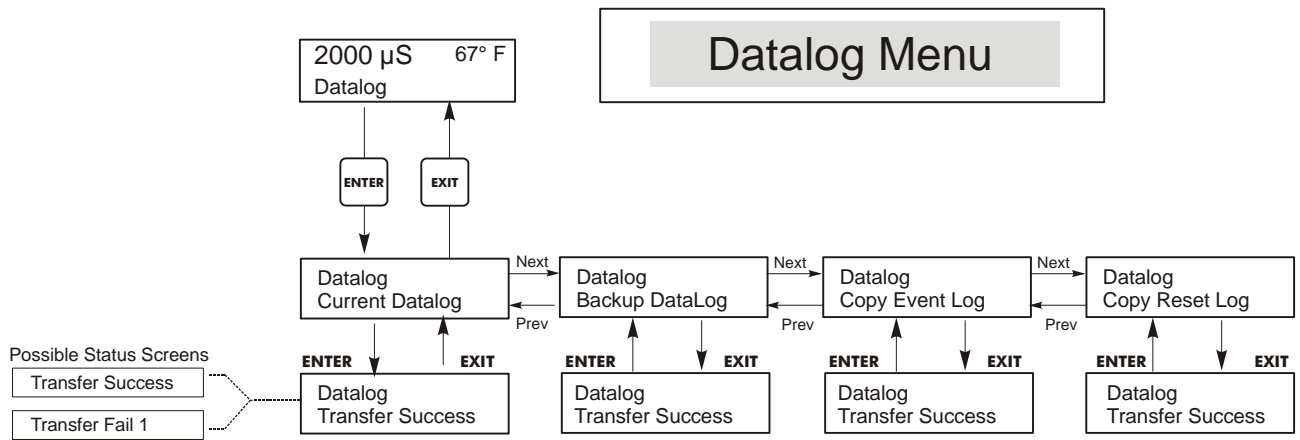 Datalog Menu
2000 µS 67° F
Datalog
ENTER
EXIT
Datalog
Current Datalog
Next
Prev
Datalog
Backup DataLog
Next
Prev
Datalog
Copy Event Log
Next
Prev
Datalog
Copy Reset Log
Possible Status Screens
Transfer Success
Transfer Fail 1
ENTER EXIT
Datalog
Transfer Success
ENTER EXIT
Datalog
Transfer Success
ENTER EXIT
Datalog
Transfer Success
ENTER EXIT
Datalog
Transfer Success